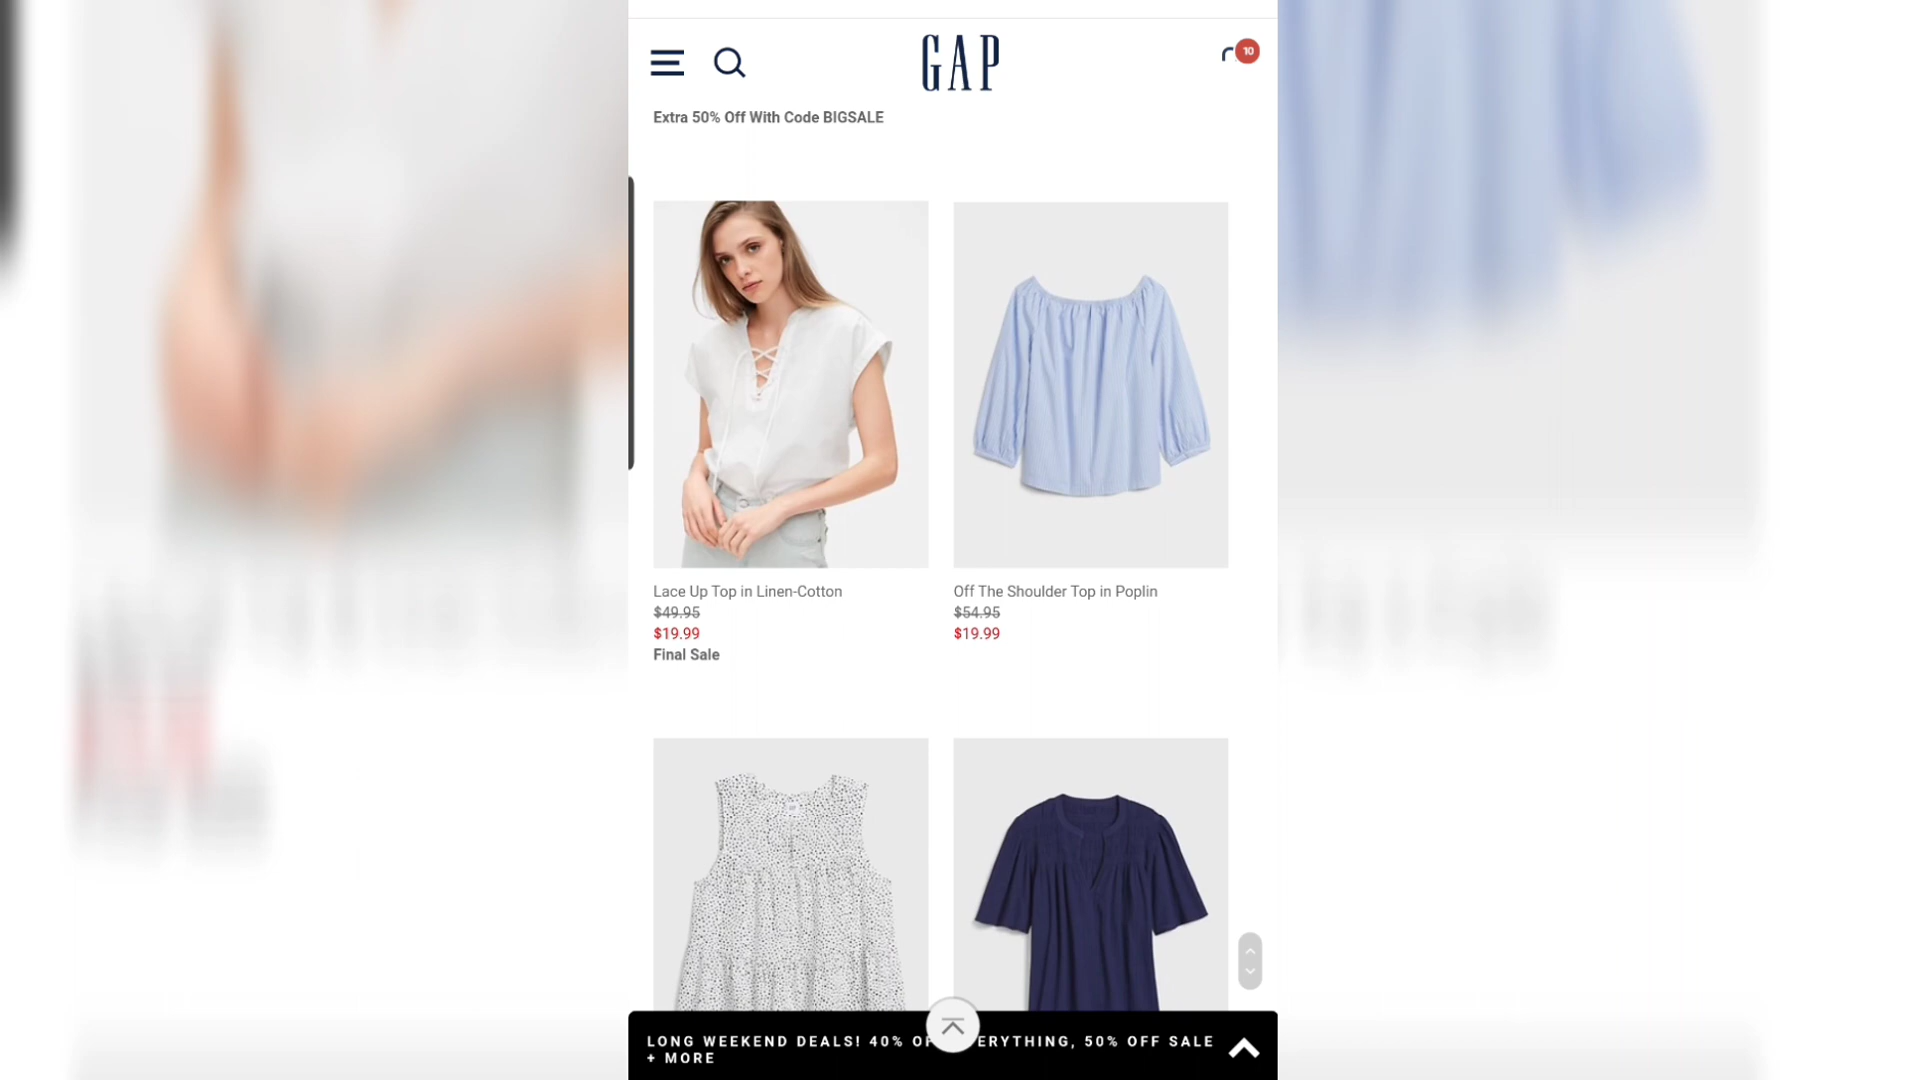 GAP
10
Extra 50% Off With Code BIGSALE
Lace Up Top in Linen-Cotton
$49.95
$19.99
Final Sale
Off The Shoulder Top in Poplin
$54.95
$19.99
LONG WEEKEND DEALS! 40% ERYTHING, 50% OFF SALE
+ MORE